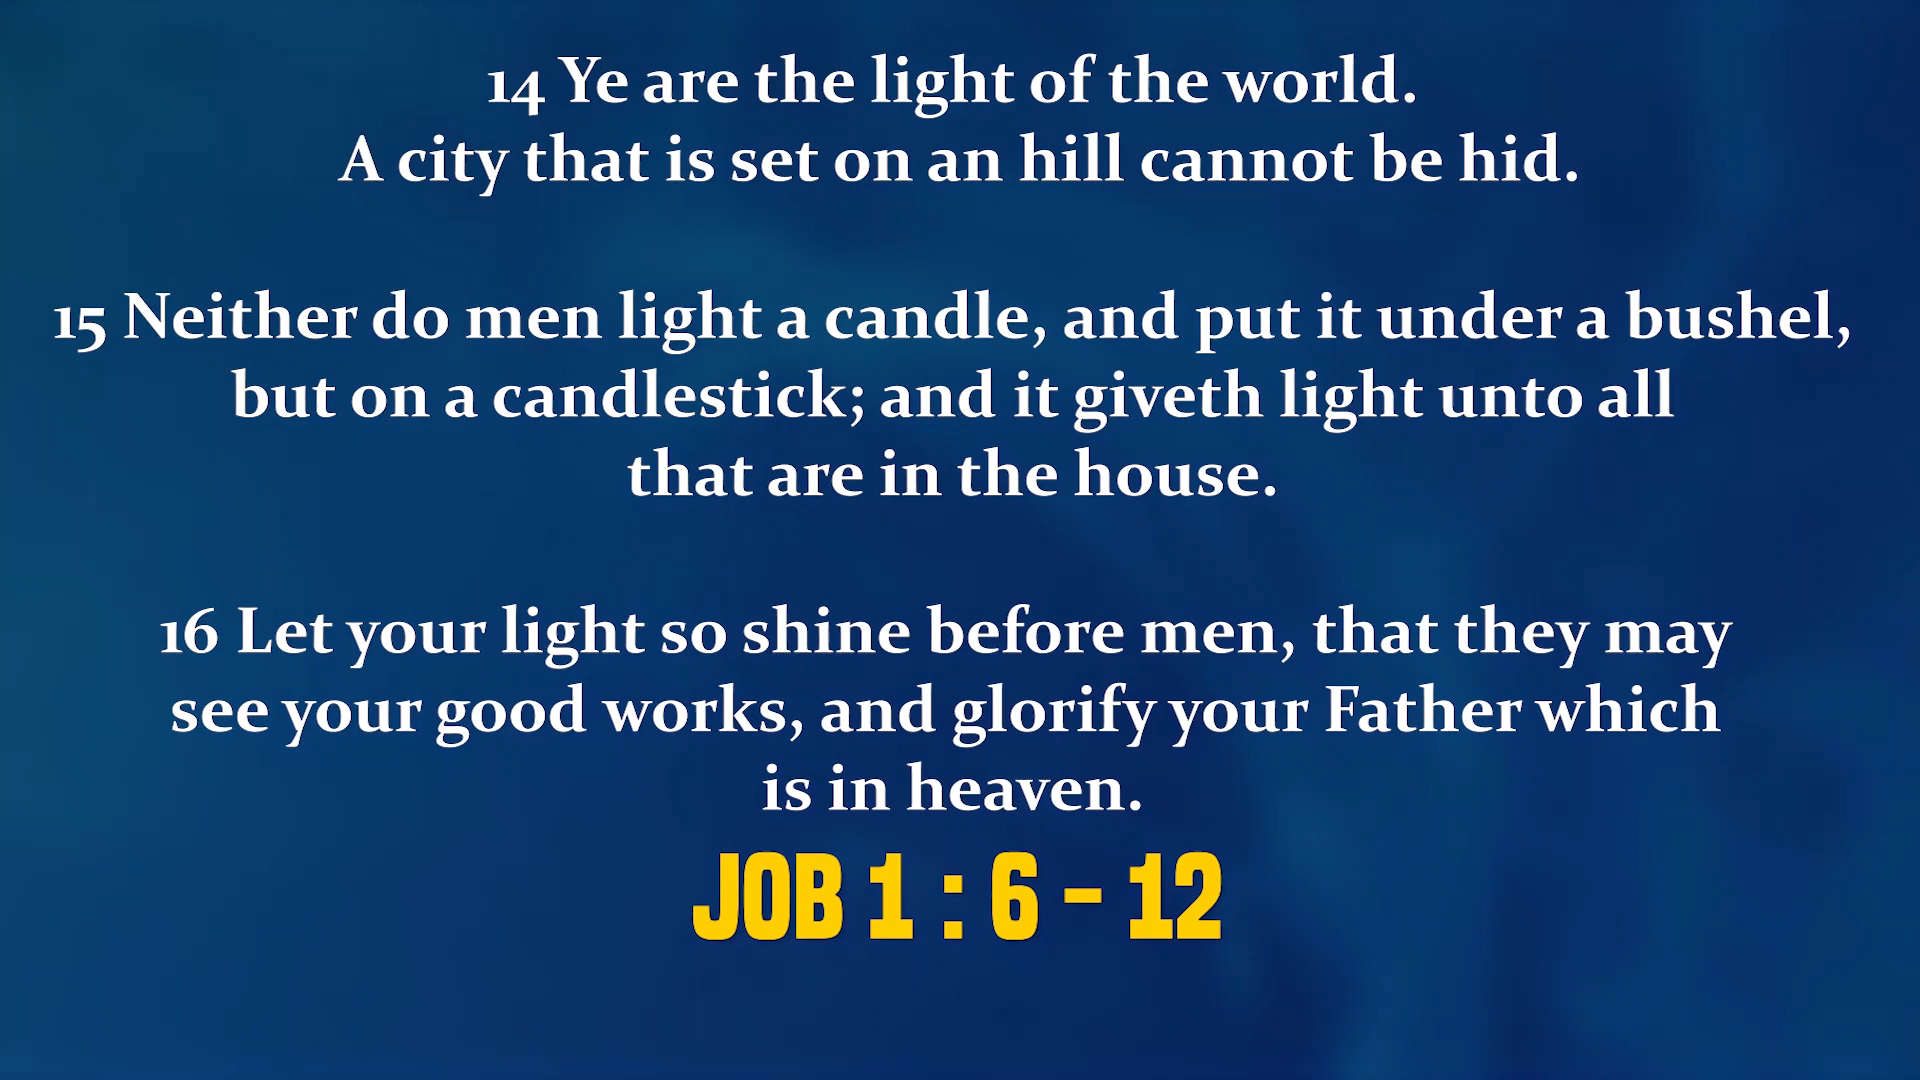 14 Ye are the light of the world.
A city that is set on an hill cannot be hid.
15 Neither do men light a candle, and put it under a bushel,
but on a candlestick; and it giveth light unto all
that are in the house.
16 Let your light so shine before men, that they may
see your good works, and glorify your Father which
is in heaven.
JOB 1 : 6 - 12